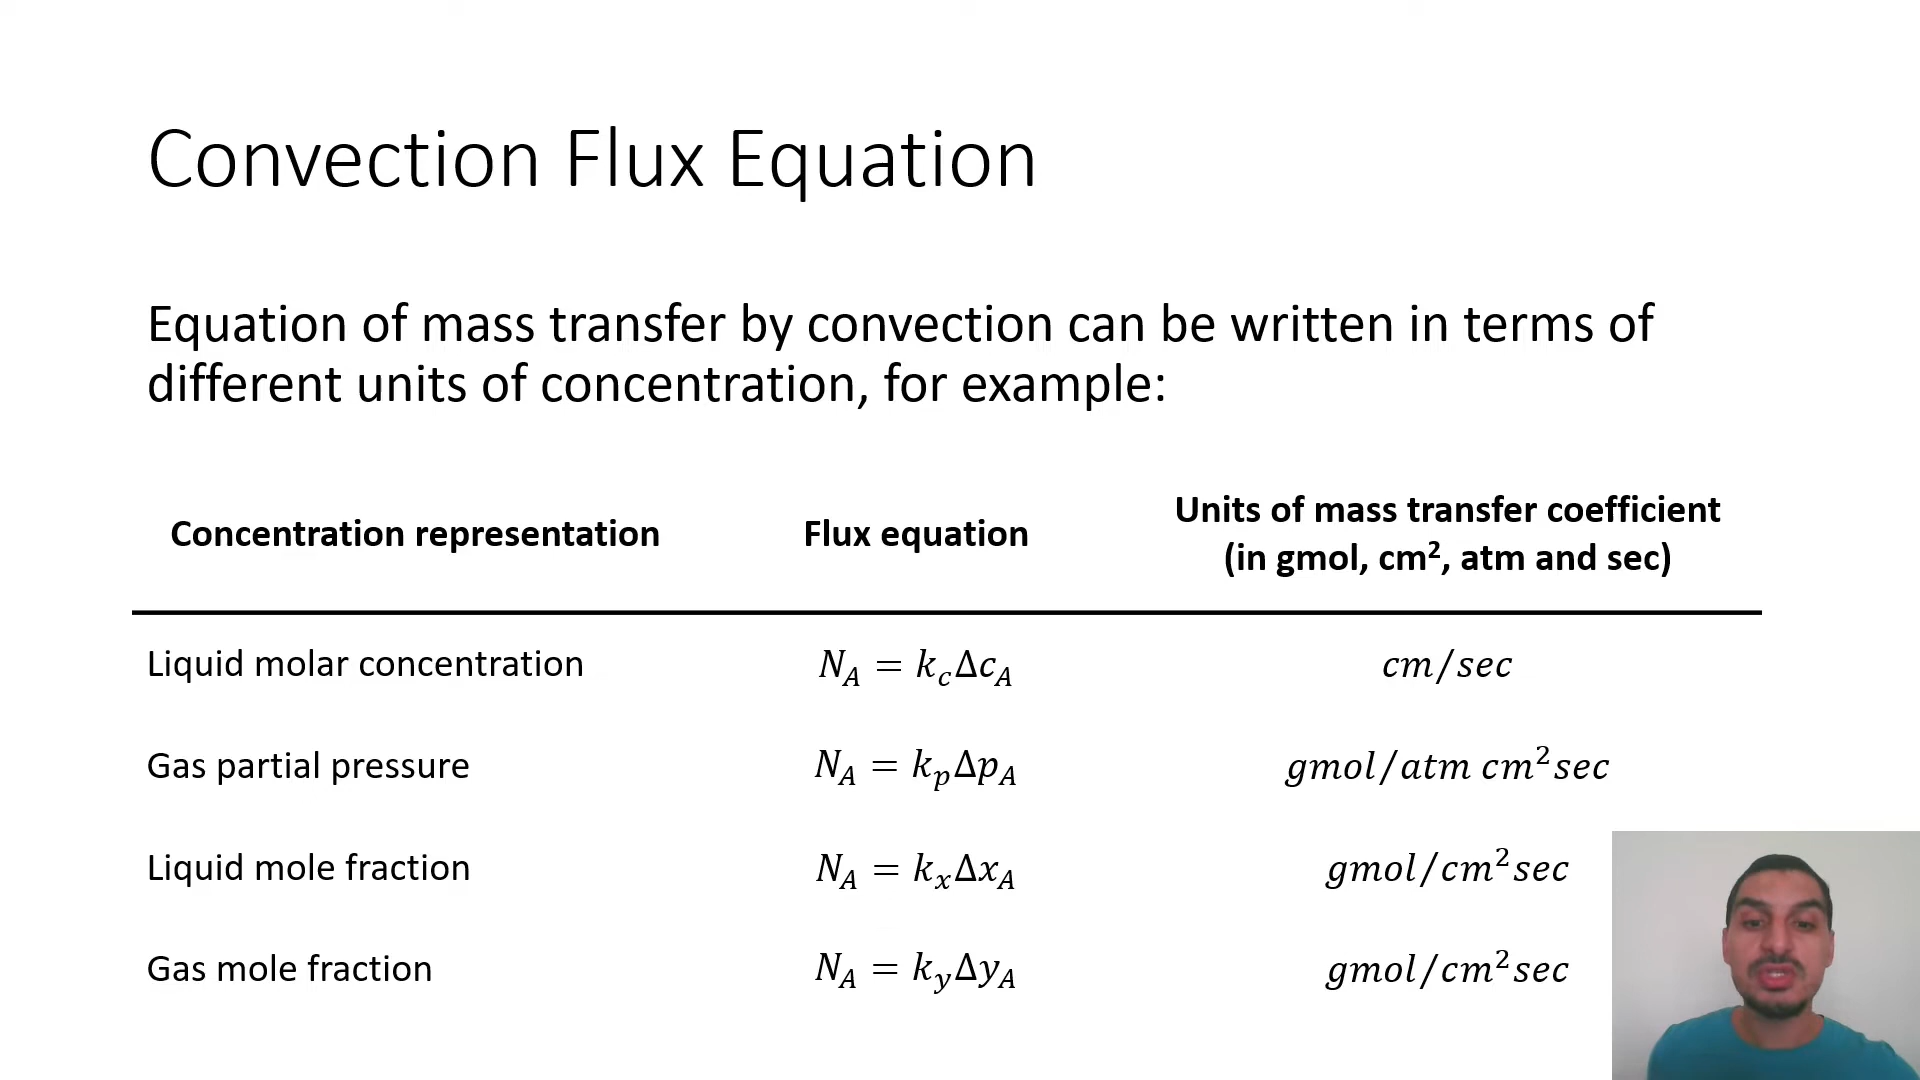 Convection Flux Equation
Equation of mass transfer by convection can be written in terms of
different units of concentration, for example:
Concentration representation Flux equation Units of mass transfer coefficient
(in gmol, cm², atm and sec)
Liquid molar concentration N_A = k_c Δc_A cm/sec
Gas partial pressure N_A = k_p Δp_A gmol/atm cm² sec
Liquid mole fraction N_A = k_x Δx_A gmol/cm² sec
Gas mole fraction N_A = k_y Δy_A gmol/cm² sec